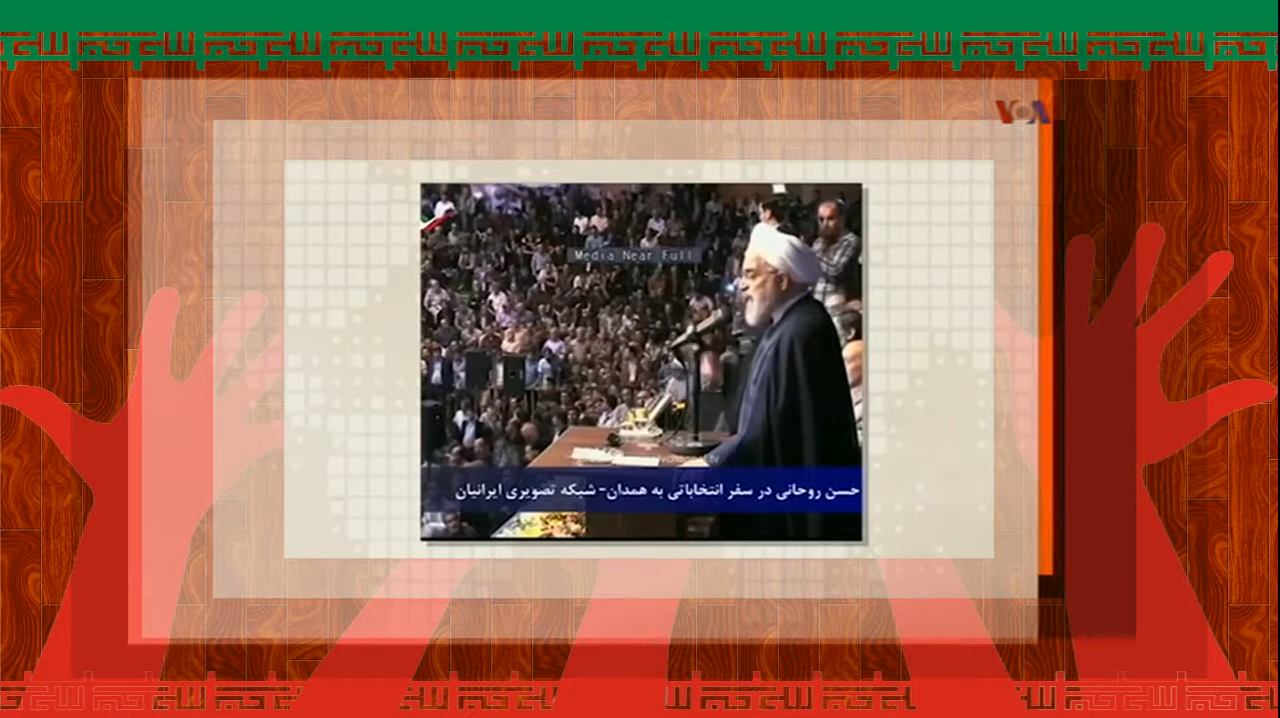 VOA
Media Near Full
حسن روحانی در سفر انتخاباتی به همدان- شبکه تصویری ایرانیان